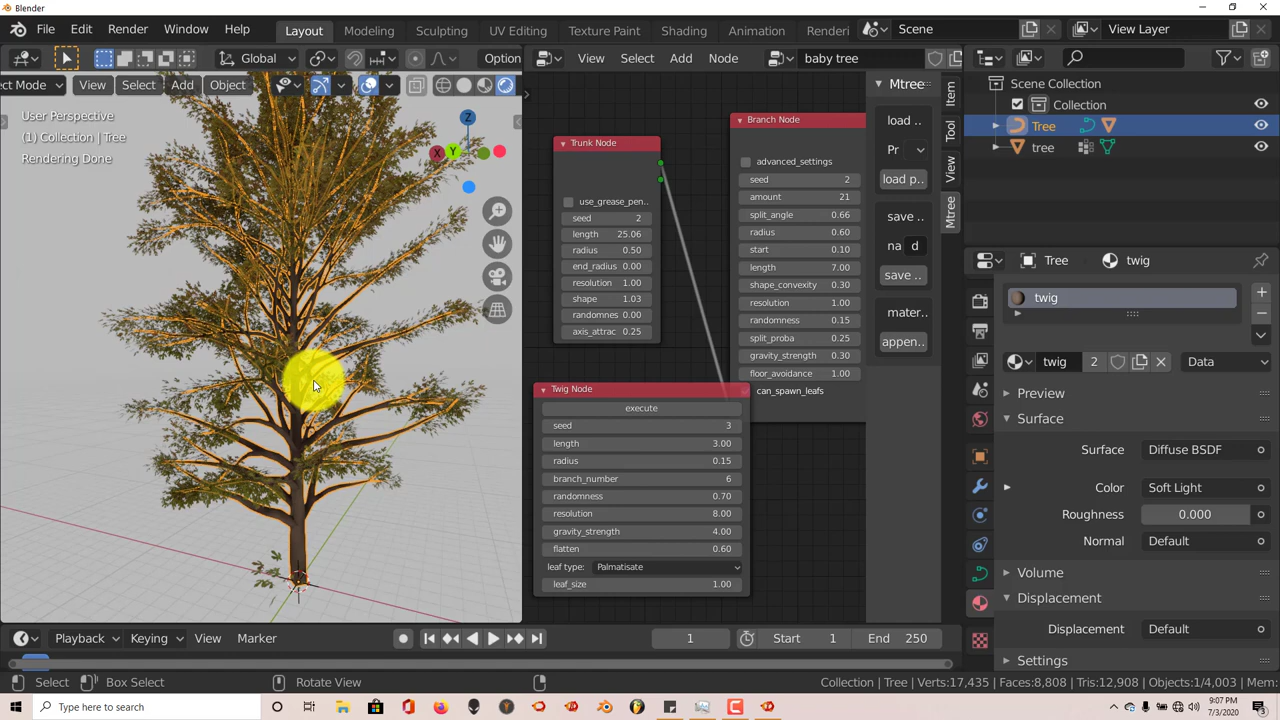 Blender
File Edit Render Window Help Layout Modeling Sculpting UV Editing Texture Paint Shading Animation Renderi Scene View Layer
Global Option View Select Add Node baby tree
ect Mode View Select Add Object
User Perspective
(1) Collection | Tree
Rendering Done
Z
X
Y
Trunk Node
use_grease_pen..
seed 2
length 25.06
radius 0.50
end_radius 0.00
resolution 1.00
shape 1.03
randomnes 0.00
axis_attrac 0.25
Branch Node
advanced_settings
seed 2
amount 21
split_angle 0.66
radius 0.60
start 0.10
length 7.00
shape_convexity 0.30
resolution 1.00
randomness 0.15
split_proba 0.25
gravity_strength 0.30
floor_avoidance 1.00
can_spawn_leafs
Twig Node
execute
seed 3
length 3.00
radius 0.15
branch_number 6
randomness 0.70
resolution 8.00
gravity_strength 4.00
flatten 0.60
leaf type: Palmatisate
leaf_size 1.00
Mtree
load ..
Pr
load p..
save ..
na d
save ..
mater..
appen..
Item
Tool
View
Mtree
Scene Collection
Collection
Tree
tree
Tree twig
twig
twig 2 Data
Preview
Surface
Surface Diffuse BSDF
Color Soft Light
Roughness 0.000
Normal Default
Volume
Displacement
Displacement Default
Settings
Playback Keying View Marker 1 Start 1 End 250
Select Box Select Rotate View Collection | Tree | Verts:17,435 | Faces:8,808 | Tris:12,908 | Objects:1/4,003 | Mem:
Type here to search
9:07 PM
7/3/2020